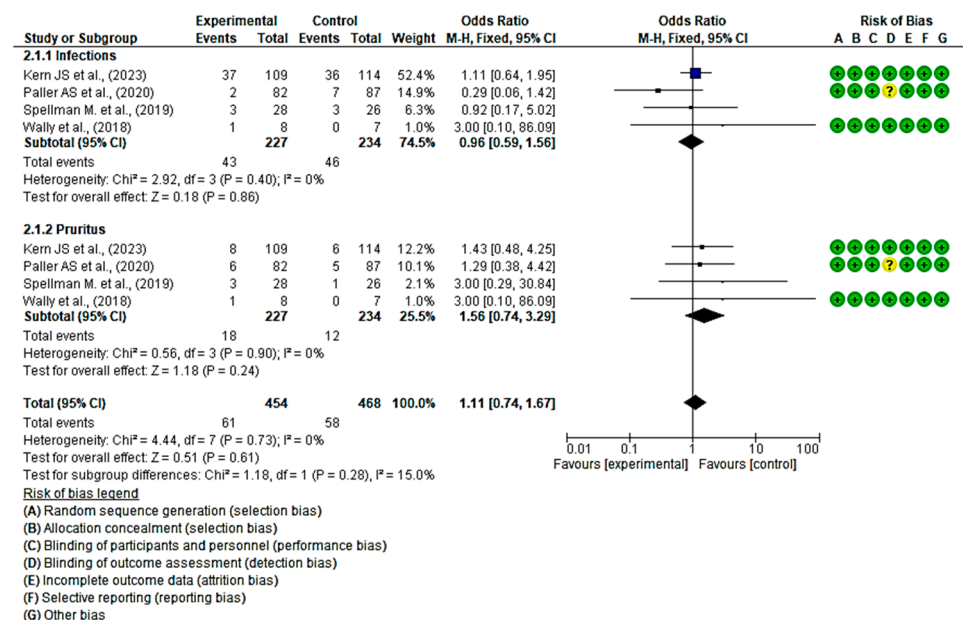 Experimental Control Odds Ratio Odds Ratio Risk of Bias
Study or Subgroup Events Total Events Total Weight M-H, Fixed, 95% CI M-H, Fixed, 95% CI A B C D E F G
2.1.1 Infections
Kern JS et al., (2023) 37 109 36 114 52.4% 1.11 [0.64, 1.95] + + + + + + +
Paller AS et al., (2020) 2 82 7 87 14.9% 0.29 [0.06, 1.42] + + + ? + + +
Spellman M. et al., (2019) 3 28 3 26 6.3% 0.92 [0.17, 5.02]
Wally et al., (2018) 1 8 0 7 1.0% 3.00 [0.10, 86.09] + + + + + + +
Subtotal (95% CI) 227 234 74.5% 0.96 [0.59, 1.56]
Total events 43 46
Heterogeneity: Chi² = 2.92, df = 3 (P = 0.40); I² = 0%
Test for overall effect: Z = 0.18 (P = 0.86)
2.1.2 Pruritus
Kern JS et al., (2023) 8 109 6 114 12.2% 1.43 [0.48, 4.25] + + + + + + +
Paller AS et al., (2020) 6 82 5 87 10.1% 1.29 [0.38, 4.42] + + + ? + + +
Spellman M. et al., (2019) 3 28 1 26 2.1% 3.00 [0.29, 30.84]
Wally et al., (2018) 1 8 0 7 1.0% 3.00 [0.10, 86.09] + + + + + + +
Subtotal (95% CI) 227 234 25.5% 1.56 [0.74, 3.29]
Total events 18 12
Heterogeneity: Chi² = 0.56, df = 3 (P = 0.90); I² = 0%
Test for overall effect: Z = 1.18 (P = 0.24)
Total (95% CI) 454 468 100.0% 1.11 [0.74, 1.67]
Total events 61 58
Heterogeneity: Chi² = 4.44, df = 7 (P = 0.73); I² = 0%
Test for overall effect: Z = 0.51 (P = 0.61)
Test for subgroup differences: Chi² = 1.18, df = 1 (P = 0.28), I² = 15.0%
0.01 0.1 1 10 100
Favours [experimental] Favours [control]
Risk of bias legend
(A) Random sequence generation (selection bias)
(B) Allocation concealment (selection bias)
(C) Blinding of participants and personnel (performance bias)
(D) Blinding of outcome assessment (detection bias)
(E) Incomplete outcome data (attrition bias)
(F) Selective reporting (reporting bias)
(G) Other bias